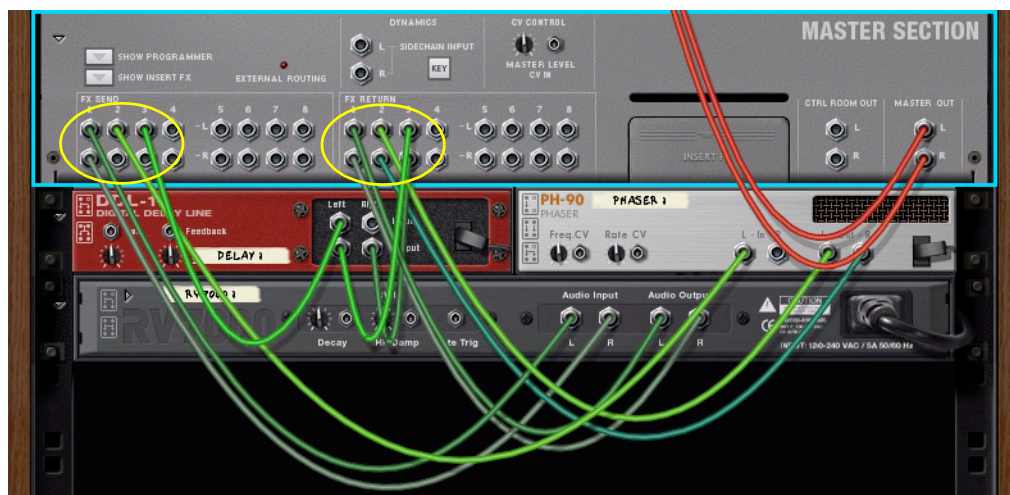 DYNAMICS
CV CONTROL
MASTER SECTION
SHOW PROGRAMMER
L
SIDECHAIN INPUT
SHOW INSERT FX
EXTERNAL ROUTING
R
KEY
MASTER LEVEL
CV IN
FX SEND
1 2 3 4 5 6 7 8
FX RETURN
1 2 3 4 5 6 7 8
CTRL ROOM OUT
MASTER OUT
-L
-L
L
L
-R
-R
INSERT
R
R
DIGITAL DELAY LINE
Left
Feedback
DELAY 1
PH-90
PHASER
PHASER 1
Freq.CV
Rate CV
RV7000 1
Audio Input
Audio Output
CAUTION
Decay
L
R
L
R